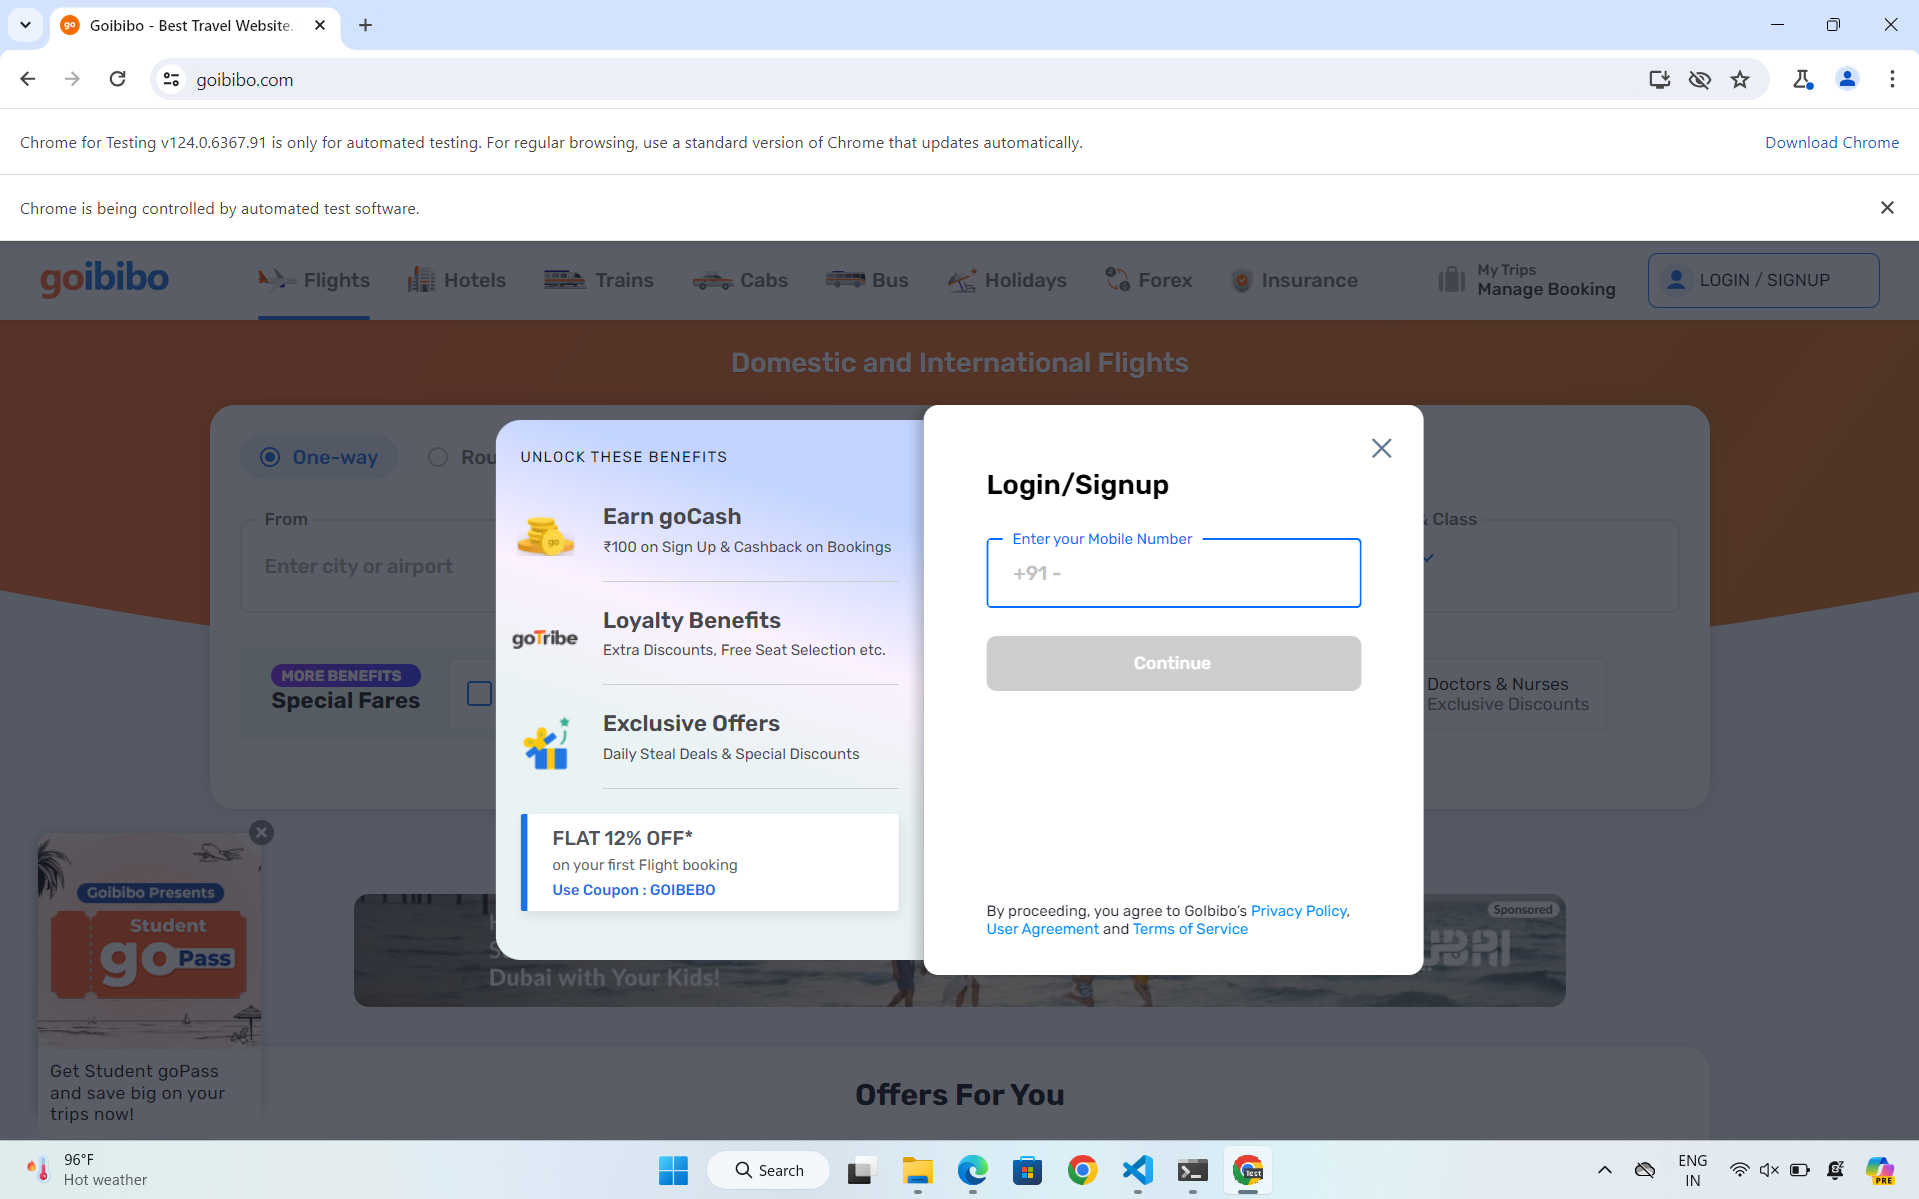 Goibibo - Best Travel Website.
goibibo.com
Chrome for Testing v124.0.6367.91 is only for automated testing. For regular browsing, use a standard version of Chrome that updates automatically.
Download Chrome
Chrome is being controlled by automated test software.
goibibo
Flights
Hotels
Trains
Cabs
Bus
Holidays
Forex
Insurance
My Trips
Manage Booking
LOGIN / SIGNUP
Domestic and International Flights
One-way
Rou
From
Enter city or airport
& Class
MORE BENEFITS
Special Fares
Doctors & Nurses
Exclusive Discounts
UNLOCK THESE BENEFITS
Earn goCash
₹100 on Sign Up & Cashback on Bookings
goTribe
Loyalty Benefits
Extra Discounts, Free Seat Selection etc.
Exclusive Offers
Daily Steal Deals & Special Discounts
FLAT 12% OFF*
on your first Flight booking
Use Coupon : GOIBEBO
Login/Signup
Enter your Mobile Number
+91 -
Continue
By proceeding, you agree to GoIbibo's Privacy Policy,
User Agreement and Terms of Service
Goibibo Presents
Student
go Pass
Get Student goPass
and save big on your
trips now!
Dubai with Your Kids!
Sponsored
Offers For You
96°F
Hot weather
Search
ENG
IN
PRE